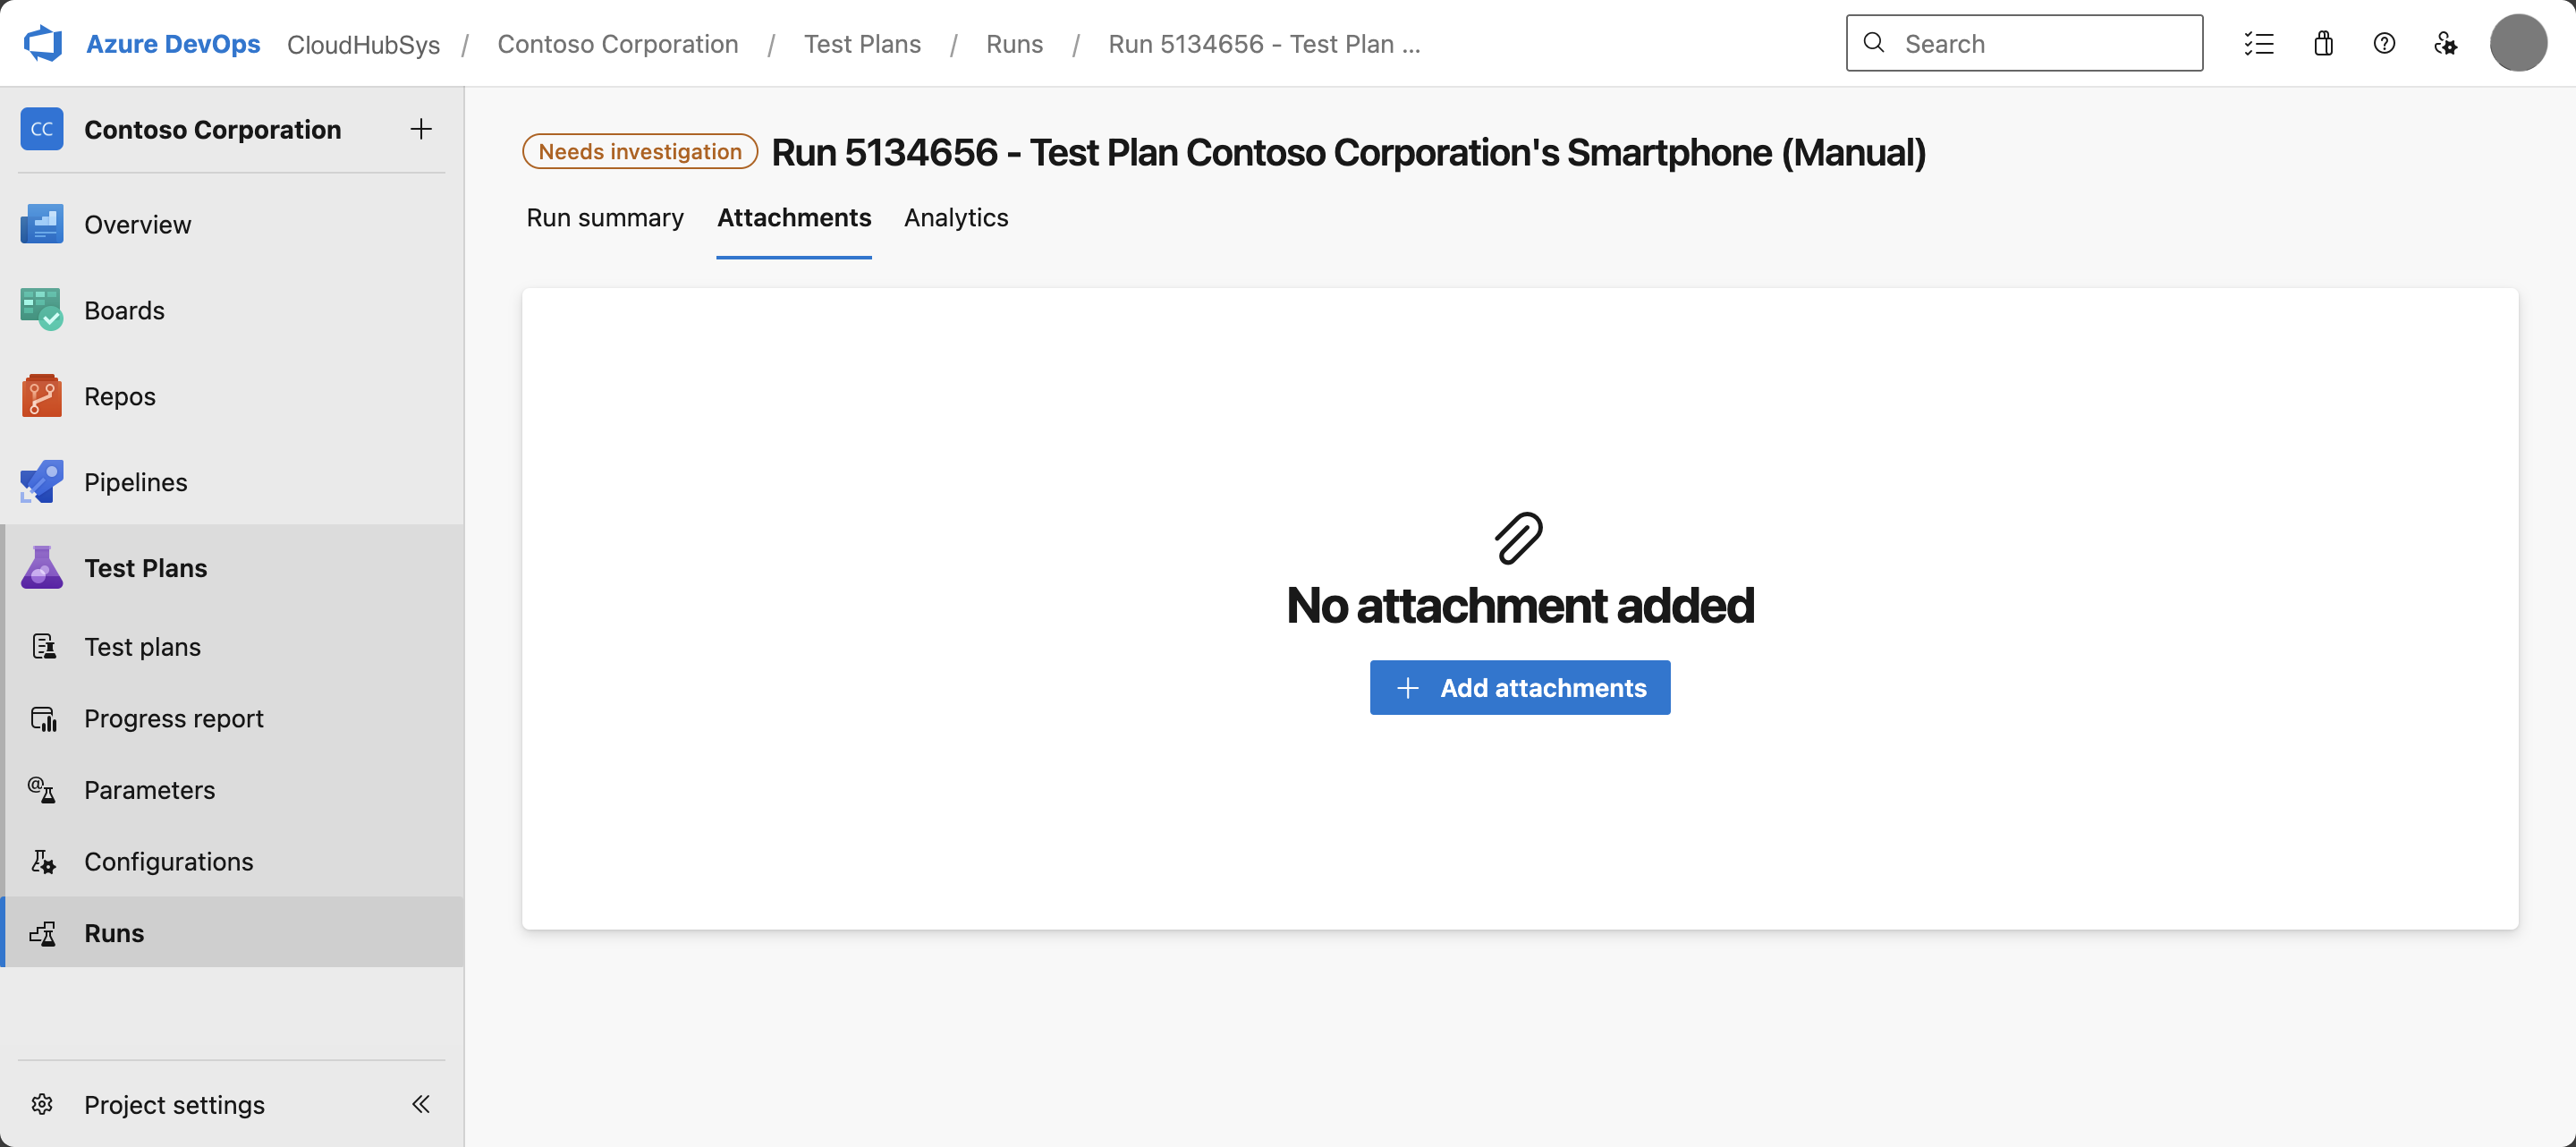 Azure DevOps CloudHubSys / Contoso Corporation / Test Plans / Runs / Run 5134656 - Test Plan ...
Search
CC Contoso Corporation
Overview
Boards
Repos
Pipelines
Test Plans
Test plans
Progress report
Parameters
Configurations
Runs
Project settings
Needs investigation Run 5134656 - Test Plan Contoso Corporation's Smartphone (Manual)
Run summary Attachments Analytics
No attachment added
Add attachments